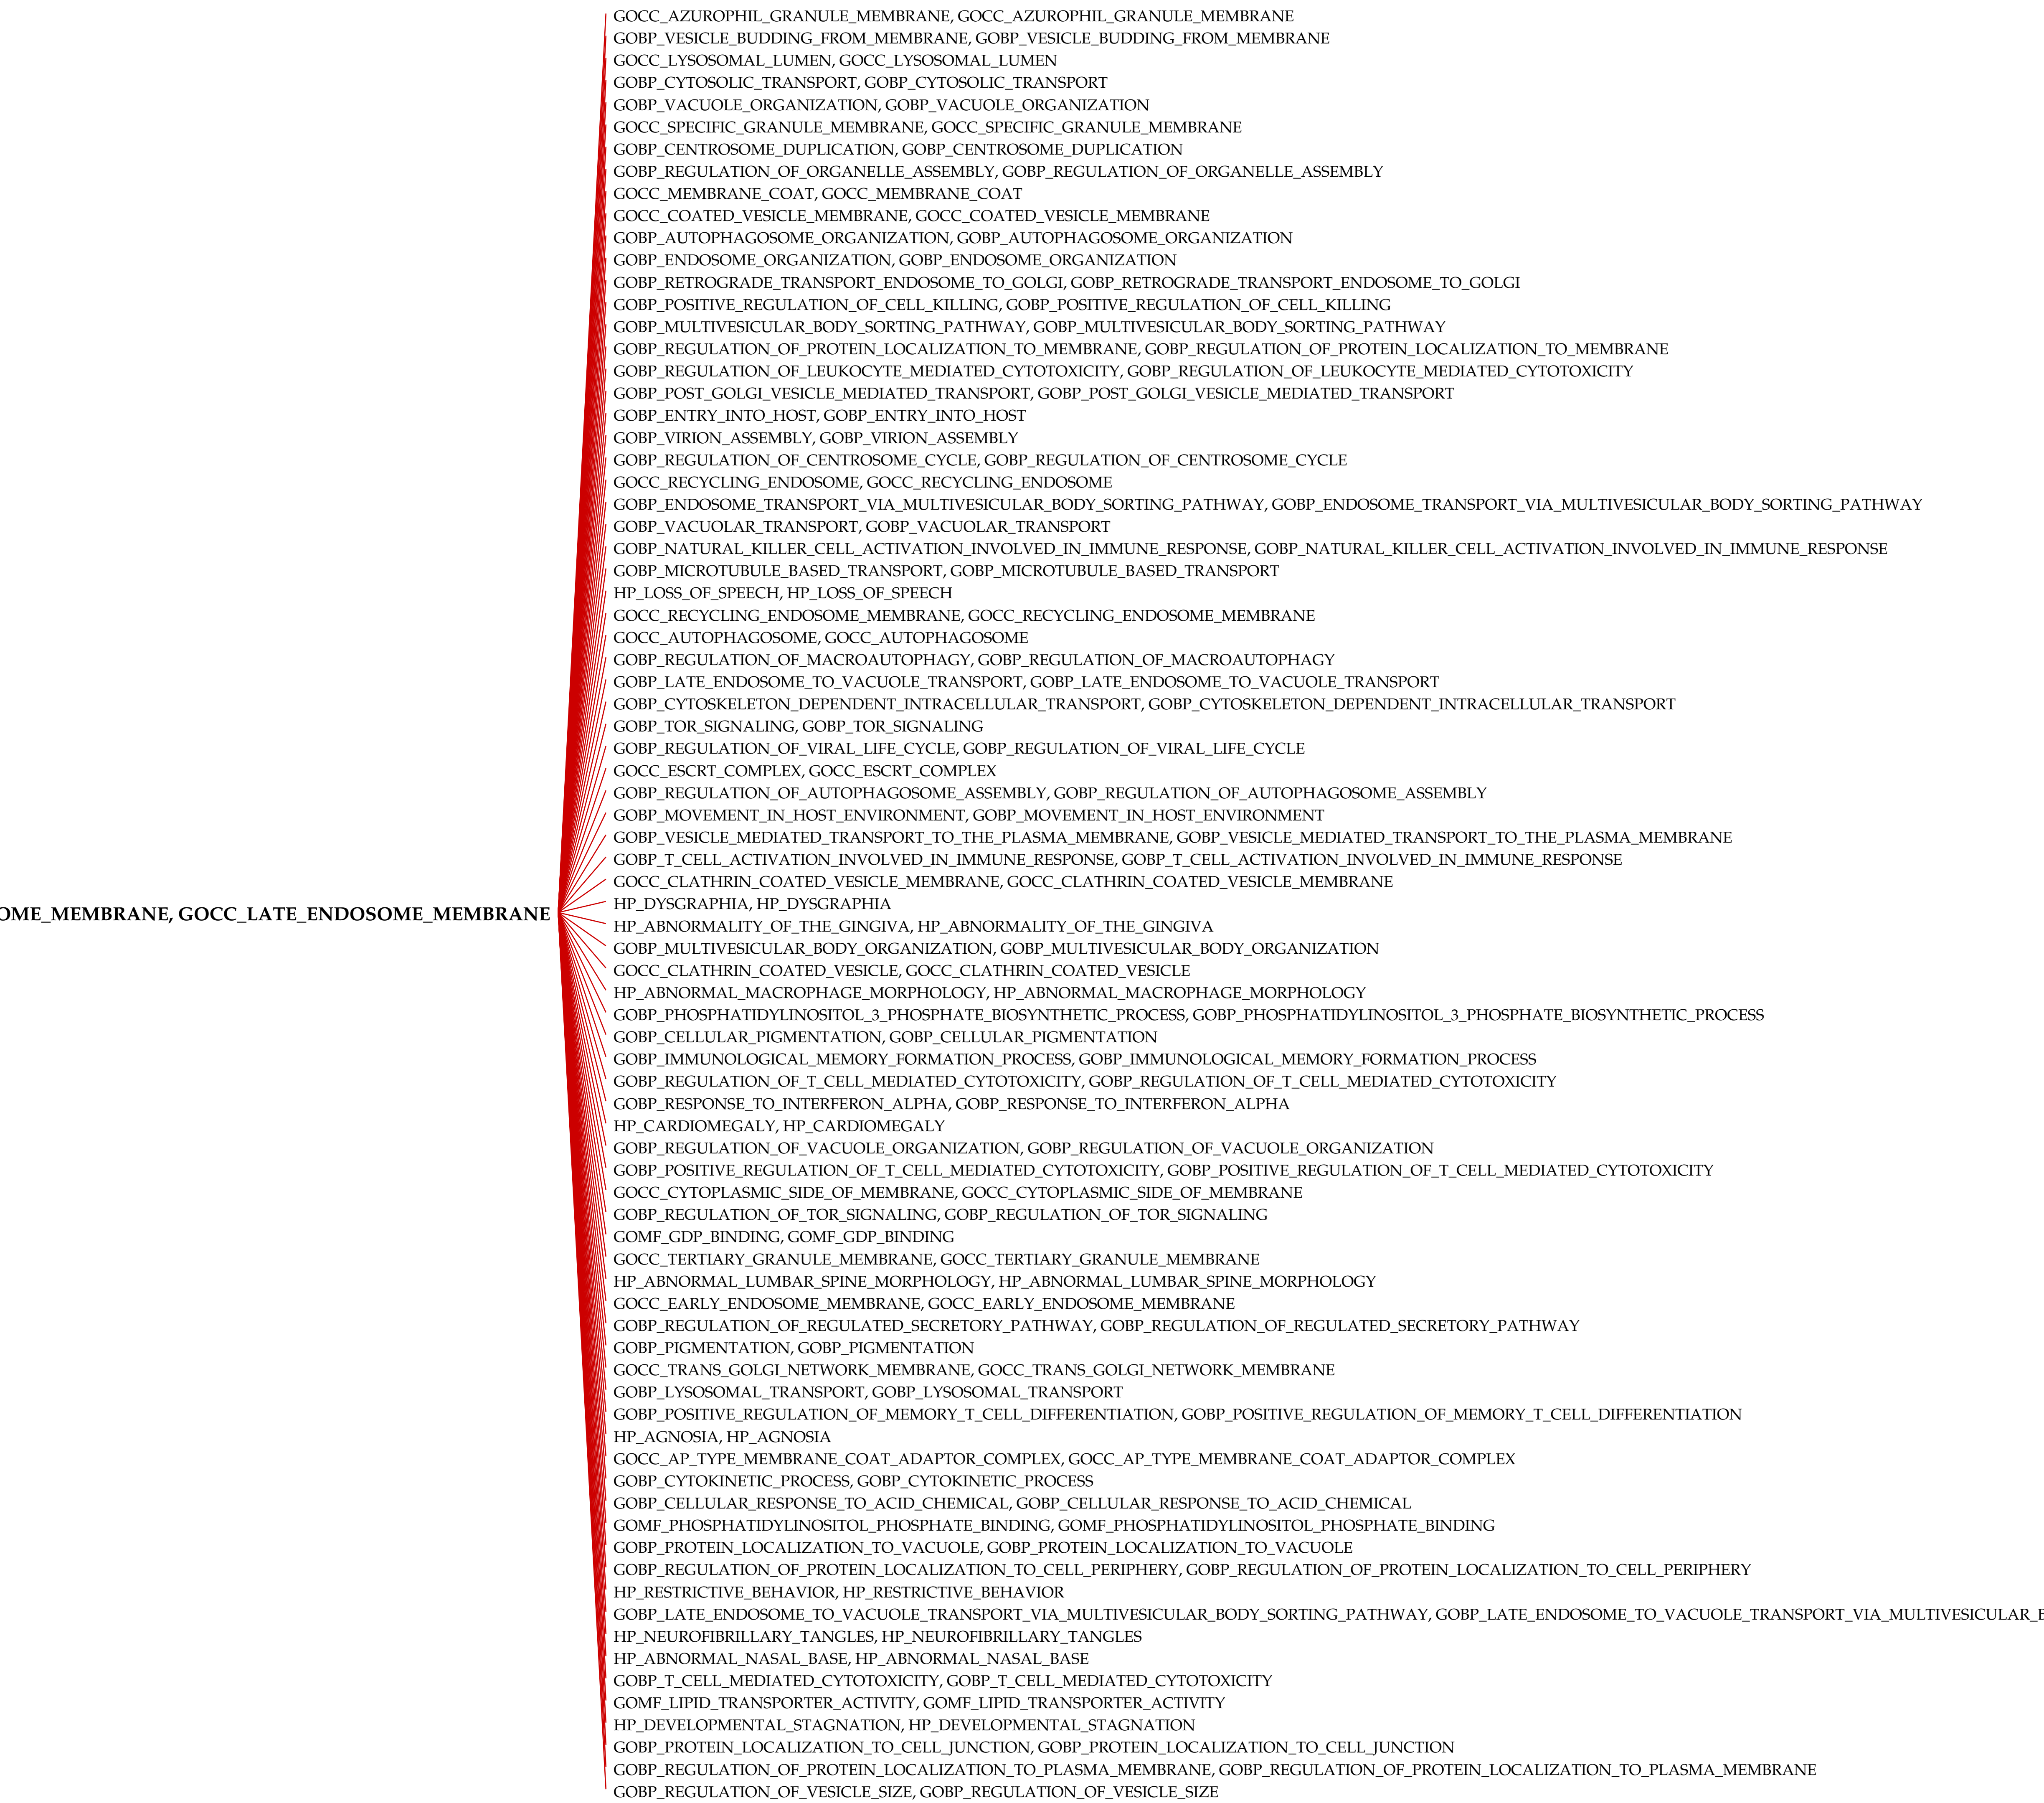 GOCC_AZUROPHIL_GRANULE_MEMBRANE, GOCC_AZUROPHIL_GRANULE_MEMBRANE
GOBP_VESICLE_BUDDING_FROM_MEMBRANE, GOBP_VESICLE_BUDDING_FROM_MEMBRANE
GOCC_LYSOSOMAL_LUMEN, GOCC_LYSOSOMAL_LUMEN
GOBP_CYTOSOLIC_TRANSPORT, GOBP_CYTOSOLIC_TRANSPORT
GOBP_VACUOLE_ORGANIZATION, GOBP_VACUOLE_ORGANIZATION
GOCC_SPECIFIC_GRANULE_MEMBRANE, GOCC_SPECIFIC_GRANULE_MEMBRANE
GOBP_CENTROSOME_DUPLICATION, GOBP_CENTROSOME_DUPLICATION
GOBP_REGULATION_OF_ORGANELLE_ASSEMBLY, GOBP_REGULATION_OF_ORGANELLE_ASSEMBLY
GOCC_MEMBRANE_COAT, GOCC_MEMBRANE_COAT
GOCC_COATED_VESICLE_MEMBRANE, GOCC_COATED_VESICLE_MEMBRANE
GOBP_AUTOPHAGOSOME_ORGANIZATION, GOBP_AUTOPHAGOSOME_ORGANIZATION
GOBP_ENDOSOME_ORGANIZATION, GOBP_ENDOSOME_ORGANIZATION
GOBP_RETROGRADE_TRANSPORT_ENDOSOME_TO_GOLGI, GOBP_RETROGRADE_TRANSPORT_ENDOSOME_TO_GOLGI
GOBP_POSITIVE_REGULATION_OF_CELL_KILLING, GOBP_POSITIVE_REGULATION_OF_CELL_KILLING
GOBP_MULTIVESICULAR_BODY_SORTING_PATHWAY, GOBP_MULTIVESICULAR_BODY_SORTING_PATHWAY
GOBP_REGULATION_OF_PROTEIN_LOCALIZATION_TO_MEMBRANE, GOBP_REGULATION_OF_PROTEIN_LOCALIZATION_TO_MEMBRANE
GOBP_REGULATION_OF_LEUKOCYTE_MEDIATED_CYTOTOXICITY, GOBP_REGULATION_OF_LEUKOCYTE_MEDIATED_CYTOTOXICITY
GOBP_POST_GOLGI_VESICLE_MEDIATED_TRANSPORT, GOBP_POST_GOLGI_VESICLE_MEDIATED_TRANSPORT
GOBP_ENTRY_INTO_HOST, GOBP_ENTRY_INTO_HOST
GOBP_VIRION_ASSEMBLY, GOBP_VIRION_ASSEMBLY
GOBP_REGULATION_OF_CENTROSOME_CYCLE, GOBP_REGULATION_OF_CENTROSOME_CYCLE
GOCC_RECYCLING_ENDOSOME, GOCC_RECYCLING_ENDOSOME
GOBP_ENDOSOME_TRANSPORT_VIA_MULTIVESICULAR_BODY_SORTING_PATHWAY, GOBP_ENDOSOME_TRANSPORT_VIA_MULTIVESICULAR_BODY_SORTING_PATHWAY
GOBP_VACUOLAR_TRANSPORT, GOBP_VACUOLAR_TRANSPORT
GOBP_NATURAL_KILLER_CELL_ACTIVATION_INVOLVED_IN_IMMUNE_RESPONSE, GOBP_NATURAL_KILLER_CELL_ACTIVATION_INVOLVED_IN_IMMUNE_RESPONSE
GOBP_MICROTUBULE_BASED_TRANSPORT, GOBP_MICROTUBULE_BASED_TRANSPORT
HP_LOSS_OF_SPEECH, HP_LOSS_OF_SPEECH
GOCC_RECYCLING_ENDOSOME_MEMBRANE, GOCC_RECYCLING_ENDOSOME_MEMBRANE
GOCC_AUTOPHAGOSOME, GOCC_AUTOPHAGOSOME
GOBP_REGULATION_OF_MACROAUTOPHAGY, GOBP_REGULATION_OF_MACROAUTOPHAGY
GOBP_LATE_ENDOSOME_TO_VACUOLE_TRANSPORT, GOBP_LATE_ENDOSOME_TO_VACUOLE_TRANSPORT
GOBP_CYTOSKELETON_DEPENDENT_INTRACELLULAR_TRANSPORT, GOBP_CYTOSKELETON_DEPENDENT_INTRACELLULAR_TRANSPORT
GOBP_TOR_SIGNALING, GOBP_TOR_SIGNALING
GOBP_REGULATION_OF_VIRAL_LIFE_CYCLE, GOBP_REGULATION_OF_VIRAL_LIFE_CYCLE
GOCC_ESCRT_COMPLEX, GOCC_ESCRT_COMPLEX
GOBP_REGULATION_OF_AUTOPHAGOSOME_ASSEMBLY, GOBP_REGULATION_OF_AUTOPHAGOSOME_ASSEMBLY
GOBP_MOVEMENT_IN_HOST_ENVIRONMENT, GOBP_MOVEMENT_IN_HOST_ENVIRONMENT
GOBP_VESICLE_MEDIATED_TRANSPORT_TO_THE_PLASMA_MEMBRANE, GOBP_VESICLE_MEDIATED_TRANSPORT_TO_THE_PLASMA_MEMBRANE
GOBP_T_CELL_ACTIVATION_INVOLVED_IN_IMMUNE_RESPONSE, GOBP_T_CELL_ACTIVATION_INVOLVED_IN_IMMUNE_RESPONSE
GOCC_CLATHRIN_COATED_VESICLE_MEMBRANE, GOCC_CLATHRIN_COATED_VESICLE_MEMBRANE
HP_DYSGRAPHIA, HP_DYSGRAPHIA
OME_MEMBRANE, GOCC_LATE_ENDOSOME_MEMBRANE
HP_ABNORMALITY_OF_THE_GINGIVA, HP_ABNORMALITY_OF_THE_GINGIVA
GOBP_MULTIVESICULAR_BODY_ORGANIZATION, GOBP_MULTIVESICULAR_BODY_ORGANIZATION
GOCC_CLATHRIN_COATED_VESICLE, GOCC_CLATHRIN_COATED_VESICLE
HP_ABNORMAL_MACROPHAGE_MORPHOLOGY, HP_ABNORMAL_MACROPHAGE_MORPHOLOGY
GOBP_PHOSPHATIDYLINOSITOL_3_PHOSPHATE_BIOSYNTHETIC_PROCESS, GOBP_PHOSPHATIDYLINOSITOL_3_PHOSPHATE_BIOSYNTHETIC_PROCESS
GOBP_CELLULAR_PIGMENTATION, GOBP_CELLULAR_PIGMENTATION
GOBP_IMMUNOLOGICAL_MEMORY_FORMATION_PROCESS, GOBP_IMMUNOLOGICAL_MEMORY_FORMATION_PROCESS
GOBP_REGULATION_OF_T_CELL_MEDIATED_CYTOTOXICITY, GOBP_REGULATION_OF_T_CELL_MEDIATED_CYTOTOXICITY
GOBP_RESPONSE_TO_INTERFERON_ALPHA, GOBP_RESPONSE_TO_INTERFERON_ALPHA
HP_CARDIOMEGALY, HP_CARDIOMEGALY
GOBP_REGULATION_OF_VACUOLE_ORGANIZATION, GOBP_REGULATION_OF_VACUOLE_ORGANIZATION
GOBP_POSITIVE_REGULATION_OF_T_CELL_MEDIATED_CYTOTOXICITY, GOBP_POSITIVE_REGULATION_OF_T_CELL_MEDIATED_CYTOTOXICITY
GOCC_CYTOPLASMIC_SIDE_OF_MEMBRANE, GOCC_CYTOPLASMIC_SIDE_OF_MEMBRANE
GOBP_REGULATION_OF_TOR_SIGNALING, GOBP_REGULATION_OF_TOR_SIGNALING
GOMF_GDP_BINDING, GOMF_GDP_BINDING
GOCC_TERTIARY_GRANULE_MEMBRANE, GOCC_TERTIARY_GRANULE_MEMBRANE
HP_ABNORMAL_LUMBAR_SPINE_MORPHOLOGY, HP_ABNORMAL_LUMBAR_SPINE_MORPHOLOGY
GOCC_EARLY_ENDOSOME_MEMBRANE, GOCC_EARLY_ENDOSOME_MEMBRANE
GOBP_REGULATION_OF_REGULATED_SECRETORY_PATHWAY, GOBP_REGULATION_OF_REGULATED_SECRETORY_PATHWAY
GOBP_PIGMENTATION, GOBP_PIGMENTATION
GOCC_TRANS_GOLGI_NETWORK_MEMBRANE, GOCC_TRANS_GOLGI_NETWORK_MEMBRANE
GOBP_LYSOSOMAL_TRANSPORT, GOBP_LYSOSOMAL_TRANSPORT
GOBP_POSITIVE_REGULATION_OF_MEMORY_T_CELL_DIFFERENTIATION, GOBP_POSITIVE_REGULATION_OF_MEMORY_T_CELL_DIFFERENTIATION
HP_AGNOSIA, HP_AGNOSIA
GOCC_AP_TYPE_MEMBRANE_COAT_ADAPTOR_COMPLEX, GOCC_AP_TYPE_MEMBRANE_COAT_ADAPTOR_COMPLEX
GOBP_CYTOKINETIC_PROCESS, GOBP_CYTOKINETIC_PROCESS
GOBP_CELLULAR_RESPONSE_TO_ACID_CHEMICAL, GOBP_CELLULAR_RESPONSE_TO_ACID_CHEMICAL
GOMF_PHOSPHATIDYLINOSITOL_PHOSPHATE_BINDING, GOMF_PHOSPHATIDYLINOSITOL_PHOSPHATE_BINDING
GOBP_PROTEIN_LOCALIZATION_TO_VACUOLE, GOBP_PROTEIN_LOCALIZATION_TO_VACUOLE
GOBP_REGULATION_OF_PROTEIN_LOCALIZATION_TO_CELL_PERIPHERY, GOBP_REGULATION_OF_PROTEIN_LOCALIZATION_TO_CELL_PERIPHERY
HP_RESTRICTIVE_BEHAVIOR, HP_RESTRICTIVE_BEHAVIOR
GOBP_LATE_ENDOSOME_TO_VACUOLE_TRANSPORT_VIA_MULTIVESICULAR_BODY_SORTING_PATHWAY, GOBP_LATE_ENDOSOME_TO_VACUOLE_TRANSPORT_VIA_MULTIVESICULAR_B
HP_NEUROFIBRILLARY_TANGLES, HP_NEUROFIBRILLARY_TANGLES
HP_ABNORMAL_NASAL_BASE, HP_ABNORMAL_NASAL_BASE
GOBP_T_CELL_MEDIATED_CYTOTOXICITY, GOBP_T_CELL_MEDIATED_CYTOTOXICITY
GOMF_LIPID_TRANSPORTER_ACTIVITY, GOMF_LIPID_TRANSPORTER_ACTIVITY
HP_DEVELOPMENTAL_STAGNATION, HP_DEVELOPMENTAL_STAGNATION
GOBP_PROTEIN_LOCALIZATION_TO_CELL_JUNCTION, GOBP_PROTEIN_LOCALIZATION_TO_CELL_JUNCTION
GOBP_REGULATION_OF_PROTEIN_LOCALIZATION_TO_PLASMA_MEMBRANE, GOBP_REGULATION_OF_PROTEIN_LOCALIZATION_TO_PLASMA_MEMBRANE
GOBP_REGULATION_OF_VESICLE_SIZE, GOBP_REGULATION_OF_VESICLE_SIZE